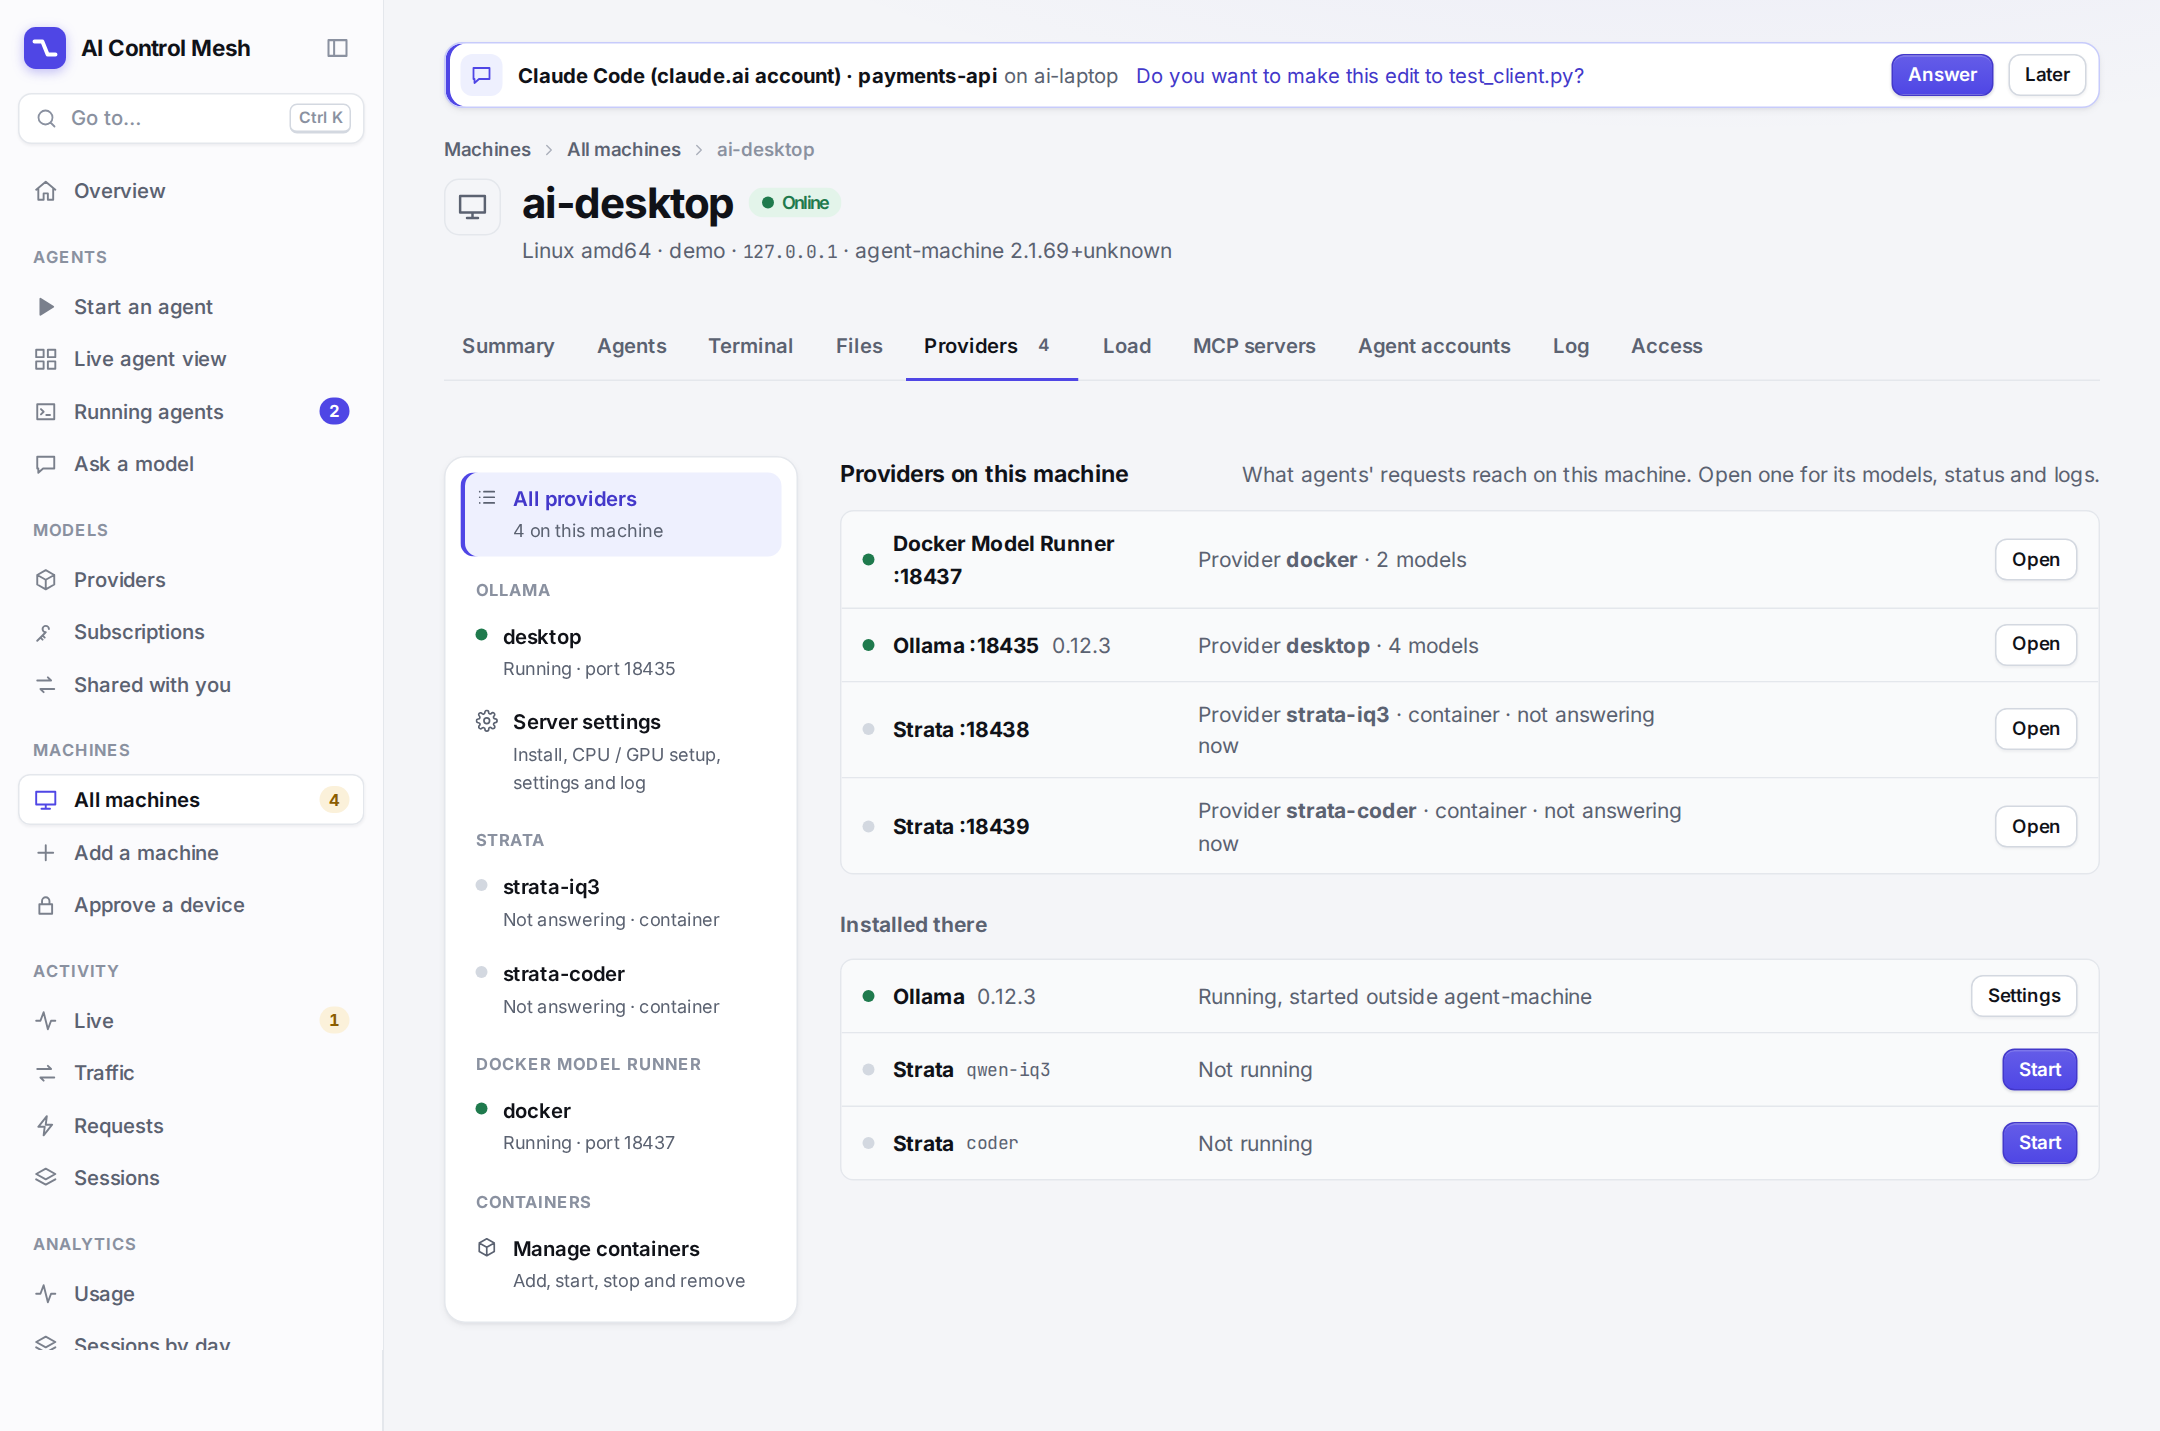 AI Control Mesh
Go to...
Ctrl K
Overview
AGENTS
Start an agent
Live agent view
Running agents
2
Ask a model
MODELS
Providers
Subscriptions
Shared with you
MACHINES
All machines
4
Add a machine
Approve a device
ACTIVITY
Live
1
Traffic
Requests
Sessions
ANALYTICS
Usage
Sessions by day
Claude Code (claude.ai account) · payments-api on ai-laptop Do you want to make this edit to test_client.py?
Answer
Later
Machines > All machines > ai-desktop
ai-desktop
Online
Linux amd64 · demo · 127.0.0.1 · agent-machine 2.1.69+unknown
Summary
Agents
Terminal
Files
Providers 4
Load
MCP servers
Agent accounts
Log
Access
All providers
4 on this machine
OLLAMA
desktop
Running · port 18435
Server settings
Install, CPU / GPU setup,
settings and log
STRATA
strata-iq3
Not answering · container
strata-coder
Not answering · container
DOCKER MODEL RUNNER
docker
Running · port 18437
CONTAINERS
Manage containers
Add, start, stop and remove
Providers on this machine
What agents' requests reach on this machine. Open one for its models, status and logs.
Docker Model Runner
:18437
Provider docker · 2 models
Open
Ollama :18435 0.12.3
Provider desktop · 4 models
Open
Strata :18438
Provider strata-iq3 · container · not answering
now
Open
Strata :18439
Provider strata-coder · container · not answering
now
Open
Installed there
Ollama 0.12.3
Running, started outside agent-machine
Settings
Strata qwen-iq3
Not running
Start
Strata coder
Not running
Start